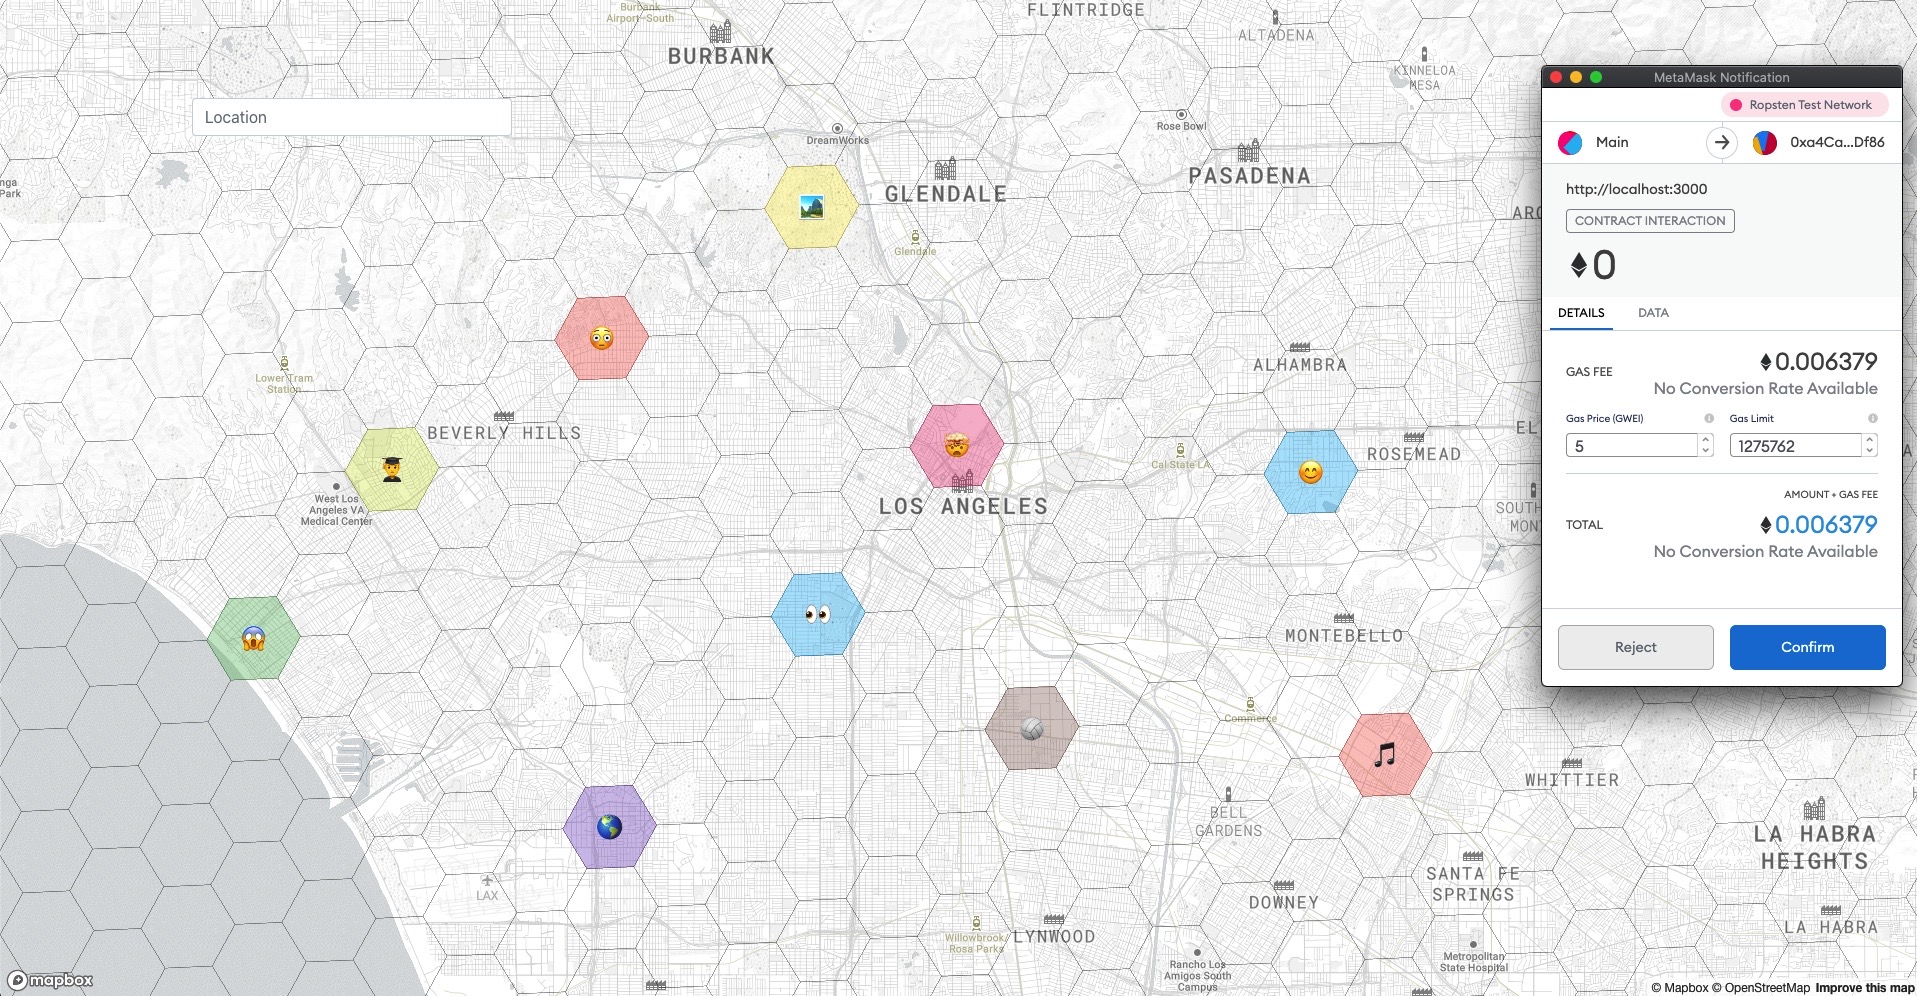 Burbank
Airport–South
FLINTRIDGE
ALTADENA
BURBANK
KINNELOA
MESA
Location
DreamWorks
Rose Bowl
PASADENA
GLENDALE
Glendale
nga
Park
ARC
Lower Tram
Station
ALHAMBRA
BEVERLY HILLS
EL
ROSEMEAD
Cal State LA
West Los
Angeles VA
Medical Center
LOS ANGELES
SOUTH
MONT
MONTEBELLO
Commerce
WHITTIER
BELL
GARDENS
LA HABRA
HEIGHTS
SANTA FE
SPRINGS
LAX
DOWNEY
LA HABRA
Willowbrook/
Rosa Parks
LYNWOOD
Rancho Los
Amigos South
Campus
Metropolitan
State Hospital
mapbox
© Mapbox © OpenStreetMap Improve this map
MetaMask Notification
Ropsten Test Network
Main
0xa4Ca...Df86
http://localhost:3000
CONTRACT INTERACTION
0
DETAILS DATA
GAS FEE
0.006379
No Conversion Rate Available
Gas Price (GWEI) Gas Limit
5 1275762
AMOUNT + GAS FEE
TOTAL
0.006379
No Conversion Rate Available
Reject Confirm